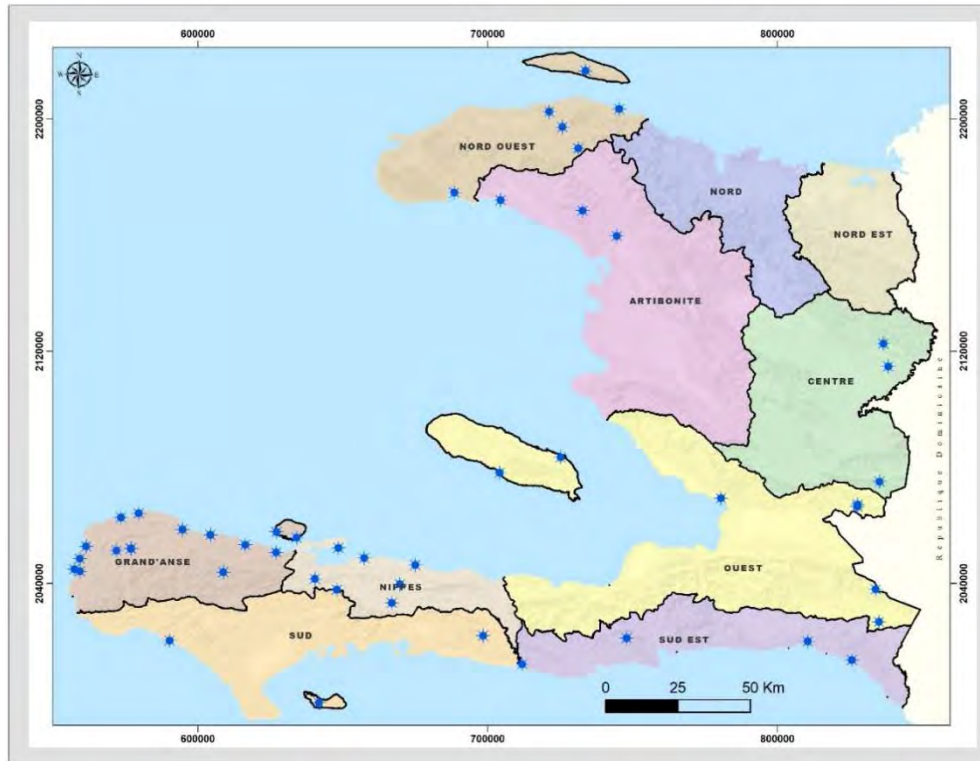 600000 700000 800000
N
W E
S
2200000 2200000
NORD OUEST
NORD
NORD EST
ARTIBONITE
2120000 2120000
CENTRE
Republique Dominicaine
GRAND'ANSE
OUEST
2040000 2040000
NIPPES
SUD
SUD EST
0 25 50 Km
600000 700000 800000